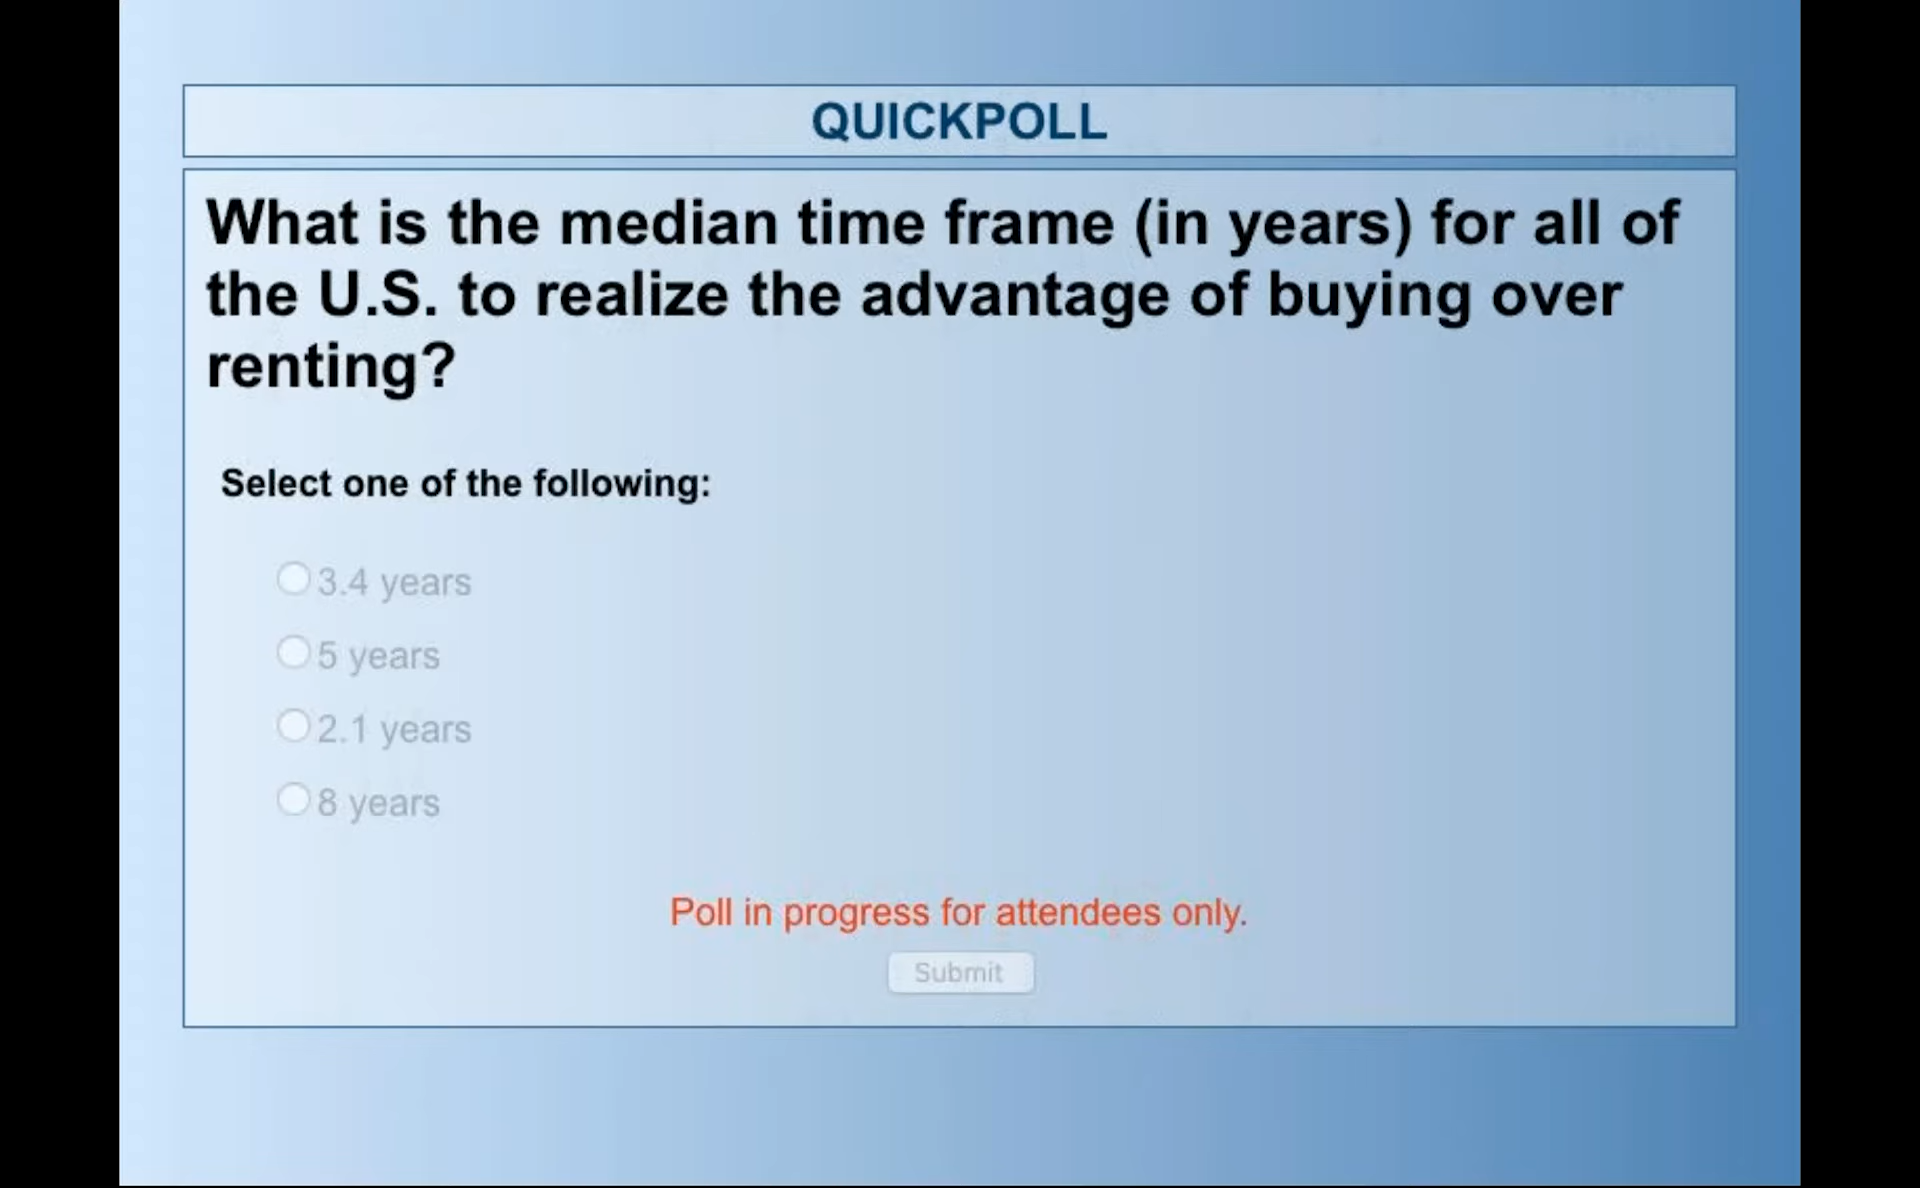 QUICKPOLL
What is the median time frame (in years) for all of
the U.S. to realize the advantage of buying over
renting?
Select one of the following:
3.4 years
5 years
2.1 years
8 years
Poll in progress for attendees only.
Submit